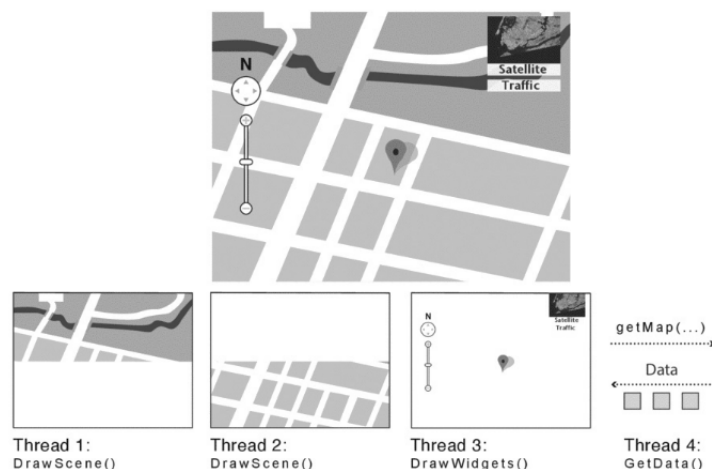 N
Satellite
Traffic
N
Satellite
Traffic
getMap(...)
Data
Thread 1:
DrawScene()
Thread 2:
DrawScene()
Thread 3:
DrawWidgets()
Thread 4:
GetData()